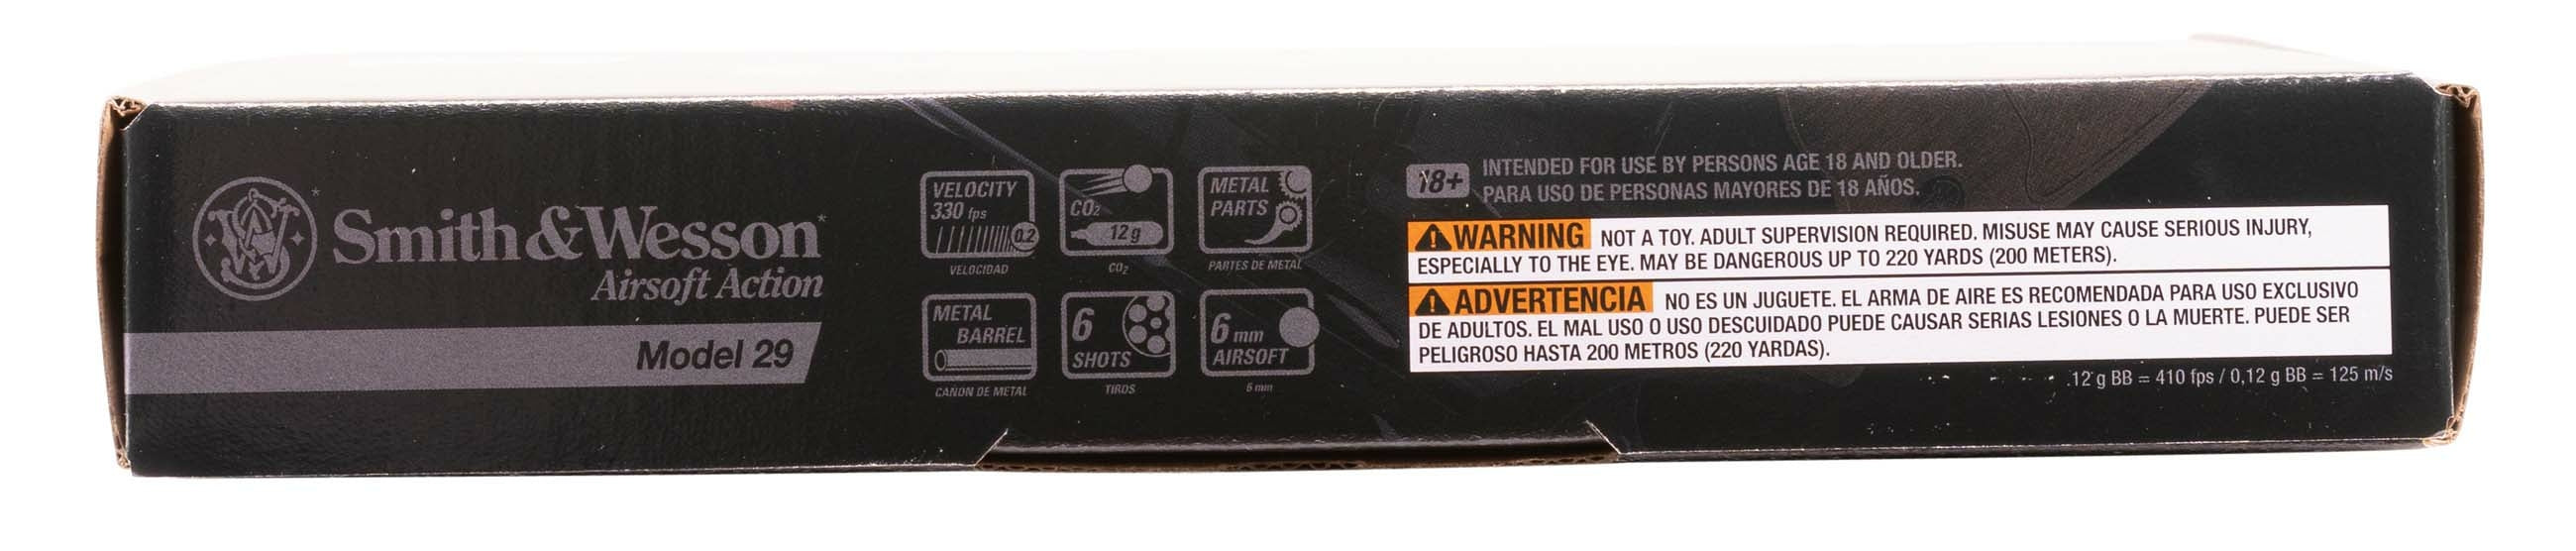 Smith&Wesson*
Airsoft Action
Model 29
VELOCITY
330 fps
0.2
VELOCIDAD
CO2
12 g
CO2
METAL
PARTS
PARTES DE METAL
METAL
BARREL
CAÑON DE METAL
6
SHOTS
TIROS
6 mm
AIRSOFT
6 mm
18+
INTENDED FOR USE BY PERSONS AGE 18 AND OLDER.
PARA USO DE PERSONAS MAYORES DE 18 AÑOS.
WARNING NOT A TOY. ADULT SUPERVISION REQUIRED. MISUSE MAY CAUSE SERIOUS INJURY,
ESPECIALLY TO THE EYE. MAY BE DANGEROUS UP TO 220 YARDS (200 METERS).
ADVERTENCIA NO ES UN JUGUETE. EL ARMA DE AIRE ES RECOMENDADA PARA USO EXCLUSIVO
DE ADULTOS. EL MAL USO O USO DESCUIDADO PUEDE CAUSAR SERIAS LESIONES O LA MUERTE. PUEDE SER
PELIGROSO HASTA 200 METROS (220 YARDAS).
.12 g BB = 410 fps / 0,12 g BB = 125 m/s